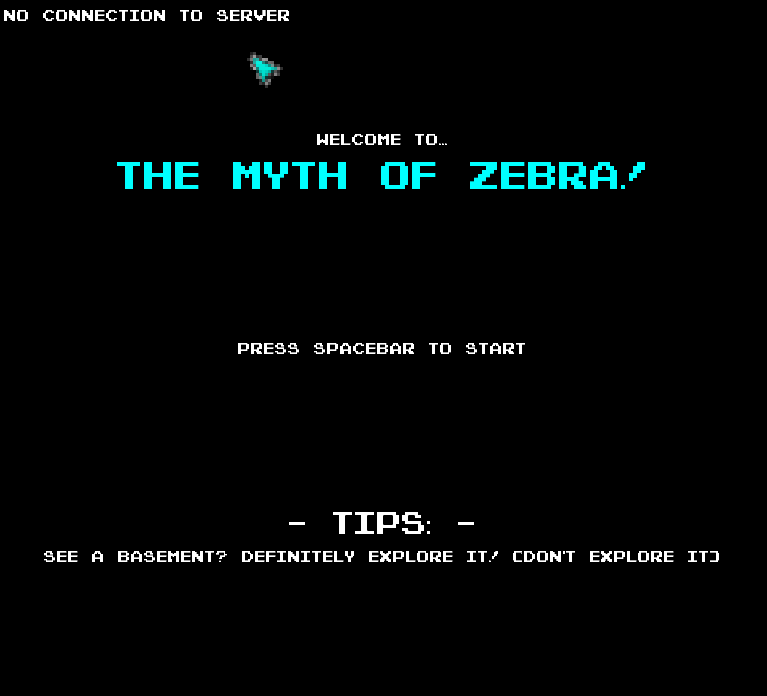 NO CONNECTION TO SERVER
WELCOME TO...
THE MYTH OF ZEBRA!
PRESS SPACEBAR TO START
- TIPS: -
SEE A BASEMENT? DEFINITELY EXPLORE IT! (DON'T EXPLORE IT)